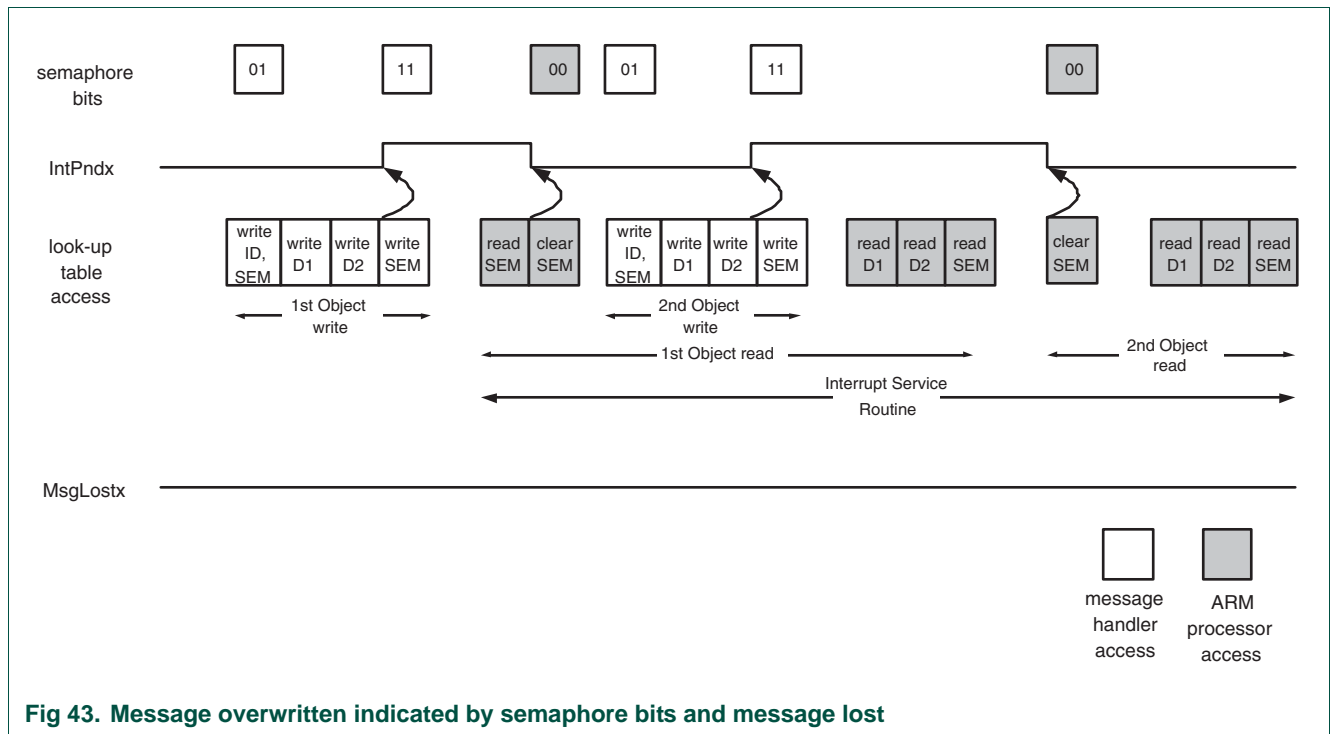 semaphore
bits
01
11
00
01
11
00
IntPndx
look-up
table
access
write
ID,
SEM
write
D1
write
D2
write
SEM
read
SEM
clear
SEM
write
ID,
SEM
write
D1
write
D2
write
SEM
read
D1
read
D2
read
SEM
clear
SEM
read
D1
read
D2
read
SEM
1st Object
write
2nd Object
write
1st Object read
2nd Object
read
Interrupt Service
Routine
MsgLostx
message
handler
access
ARM
processor
access
Fig 43. Message overwritten indicated by semaphore bits and message lost